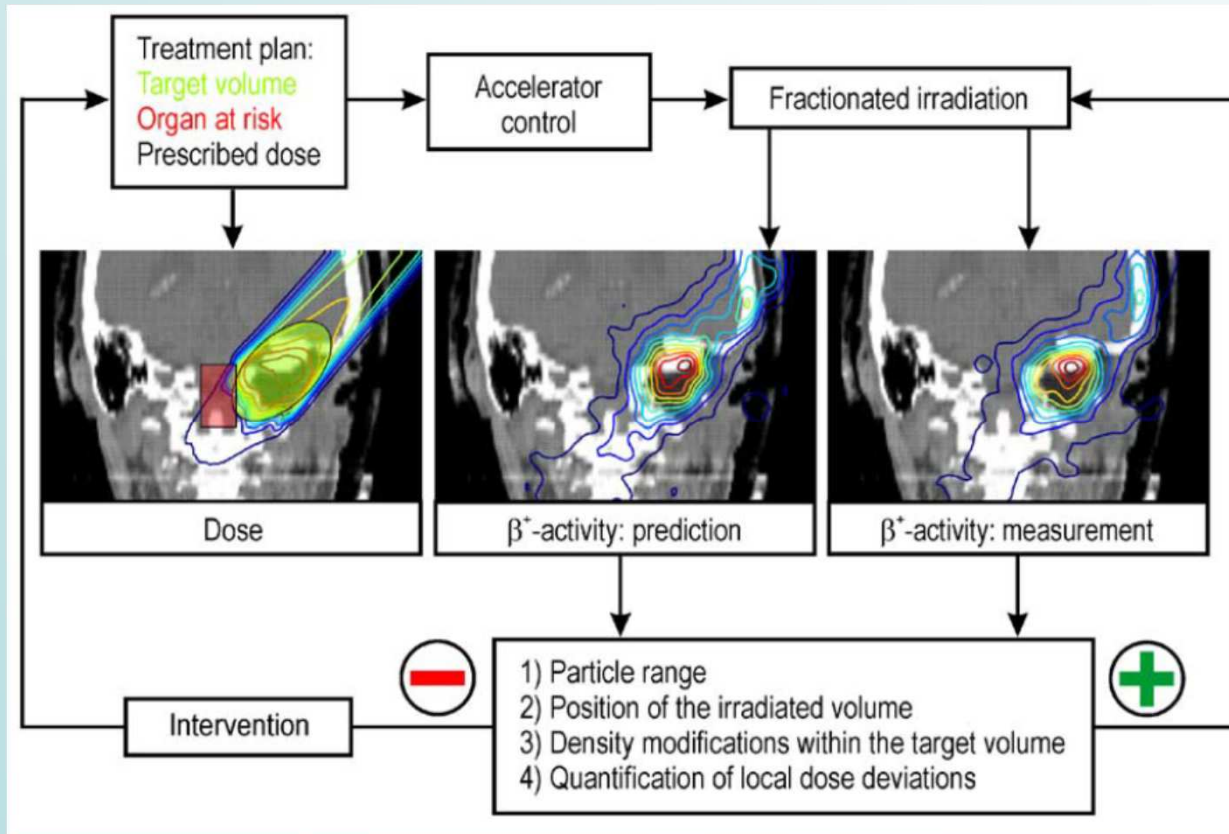 Treatment plan:
Target volume
Organ at risk
Prescribed dose
Accelerator
control
Fractionated irradiation
Dose
β⁺-activity: prediction
β⁺-activity: measurement
1) Particle range
2) Position of the irradiated volume
3) Density modifications within the target volume
4) Quantification of local dose deviations
Intervention